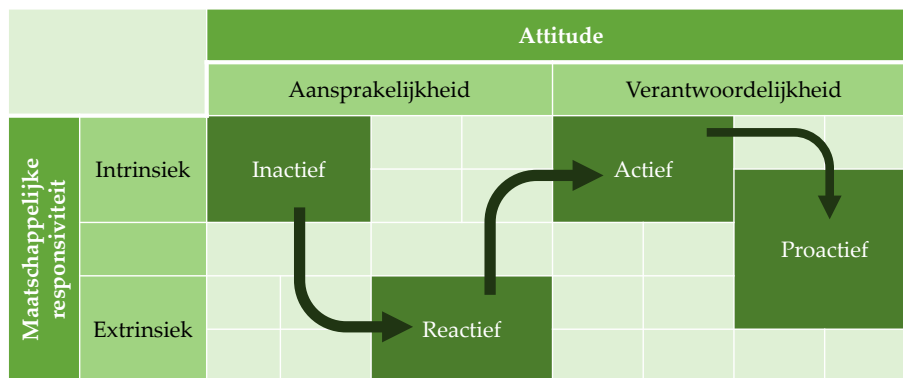 Attitude
Aansprakelijkheid
Verantwoordelijkheid
Maatschappelijke
responsiviteit
Intrinsiek
Inactief
Actief
Proactief
Extrinsiek
Reactief